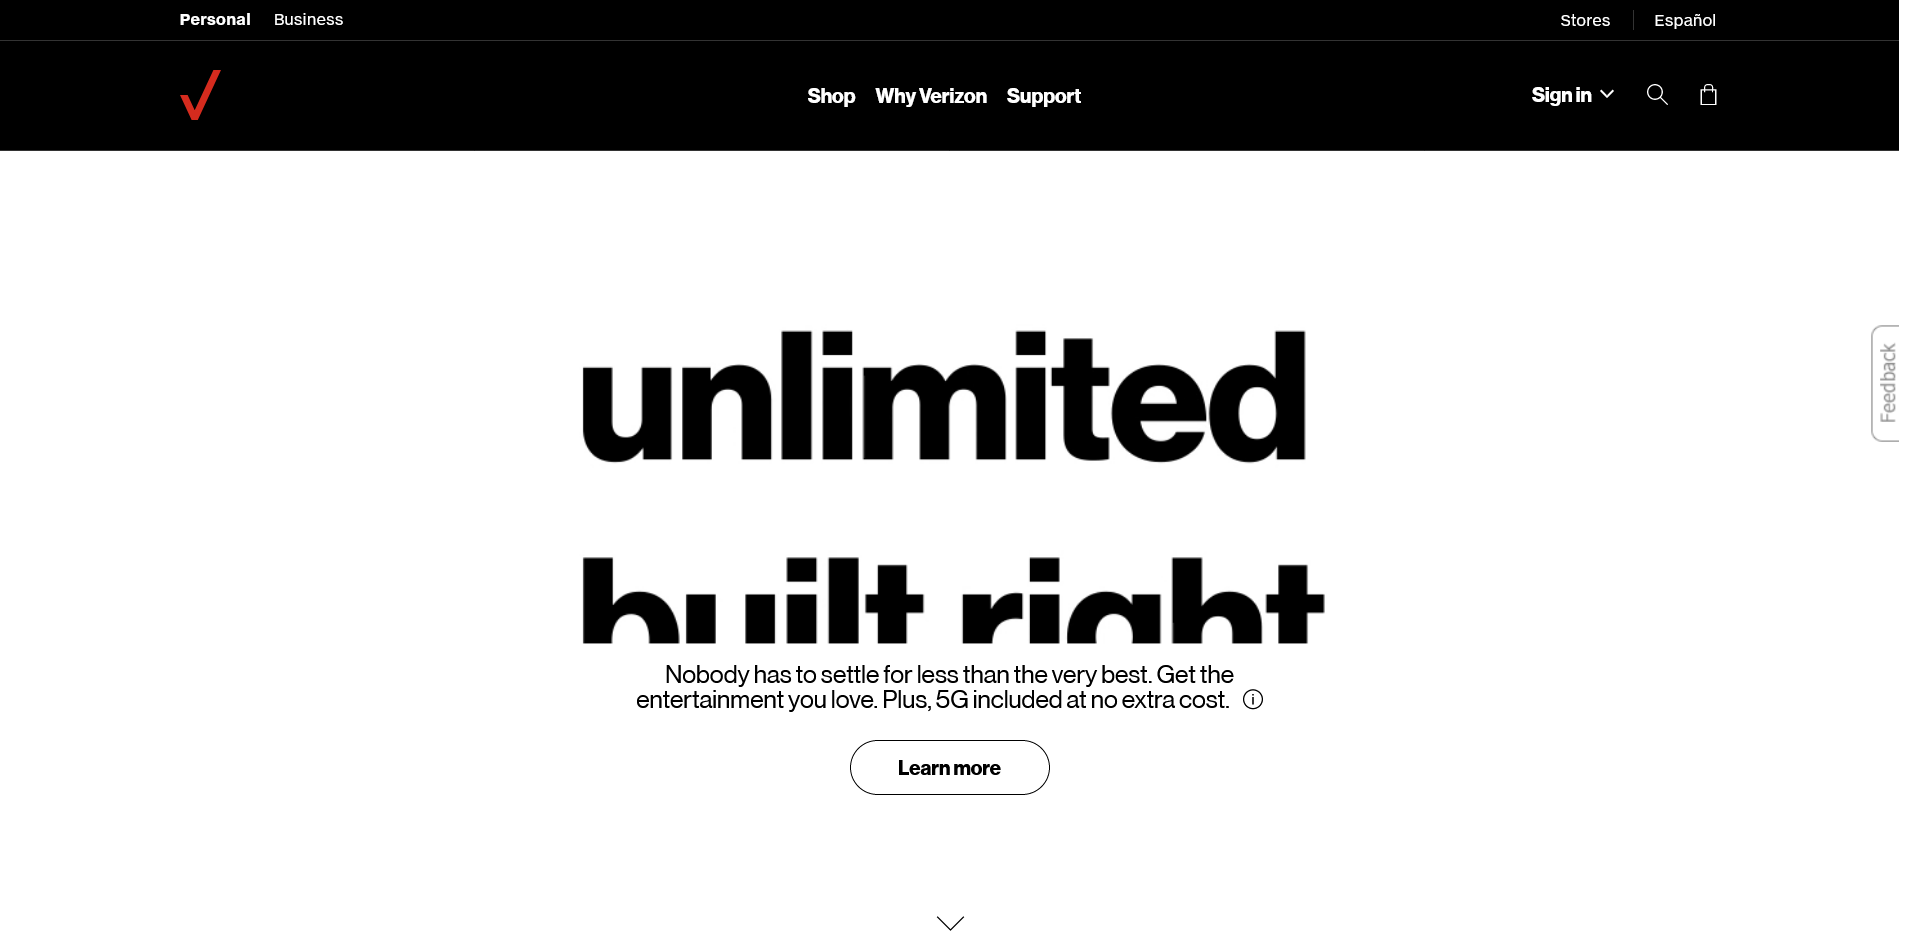 Personal Business
Stores Español
Shop Why Verizon Support
Sign in
unlimited
built right
Nobody has to settle for less than the very best. Get the
entertainment you love. Plus, 5G included at no extra cost.
Learn more
Feedback